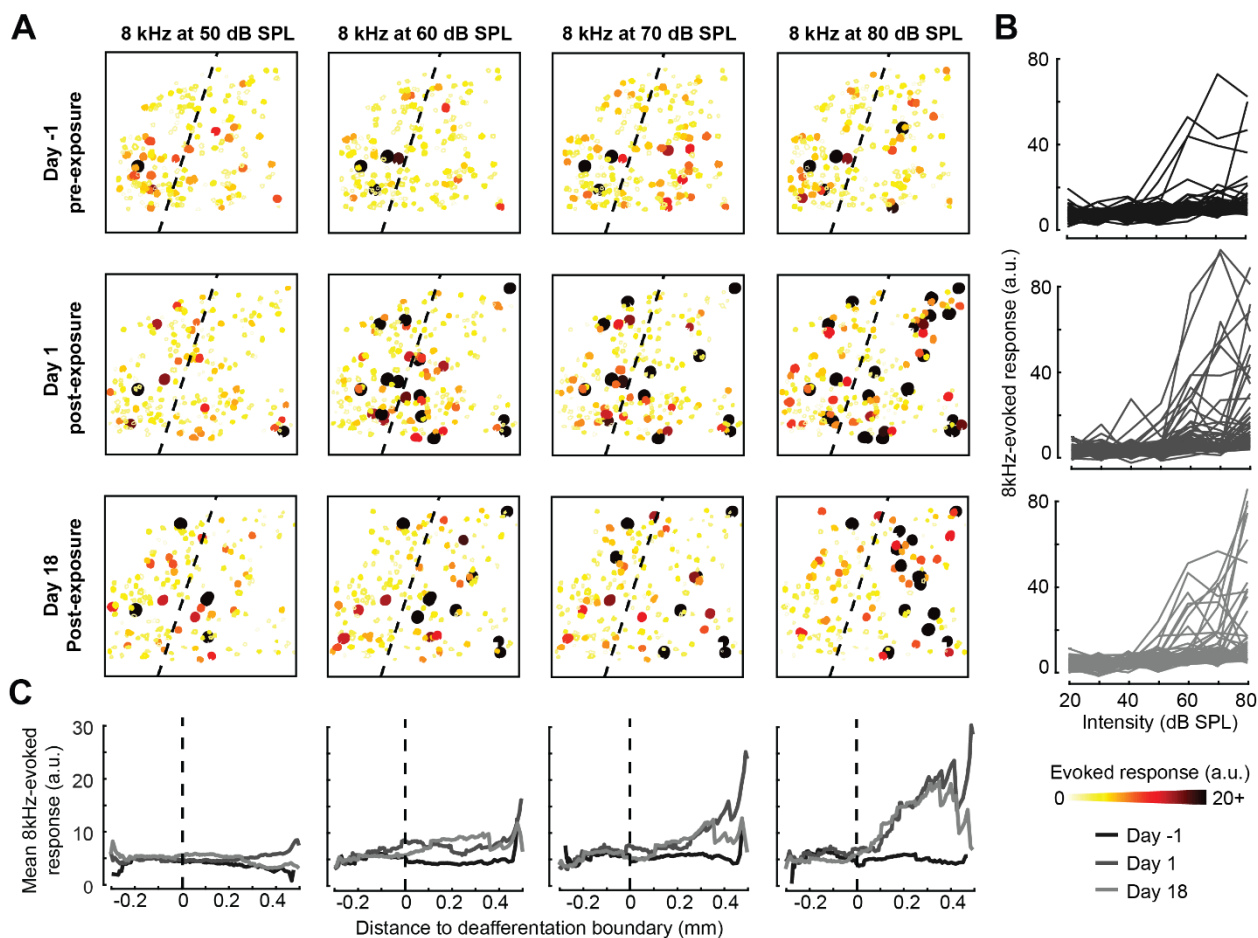 A
8 kHz at 50 dB SPL
8 kHz at 60 dB SPL
8 kHz at 70 dB SPL
8 kHz at 80 dB SPL
B
Day -1
pre-exposure
Day 1
post-exposure
Day 18
Post-exposure
80
40
0
80
40
0
80
40
0
20 40 60 80
Intensity (dB SPL)
8kHz-evoked response (a.u.)
Evoked response (a.u.)
0 20+
Day -1
Day 1
Day 18
C
Mean 8kHz-evoked
response (a.u.)
30
20
10
5
0
-0.2 0 0.2 0.4
-0.2 0 0.2 0.4
-0.2 0 0.2 0.4
-0.2 0 0.2 0.4
Distance to deafferentation boundary (mm)